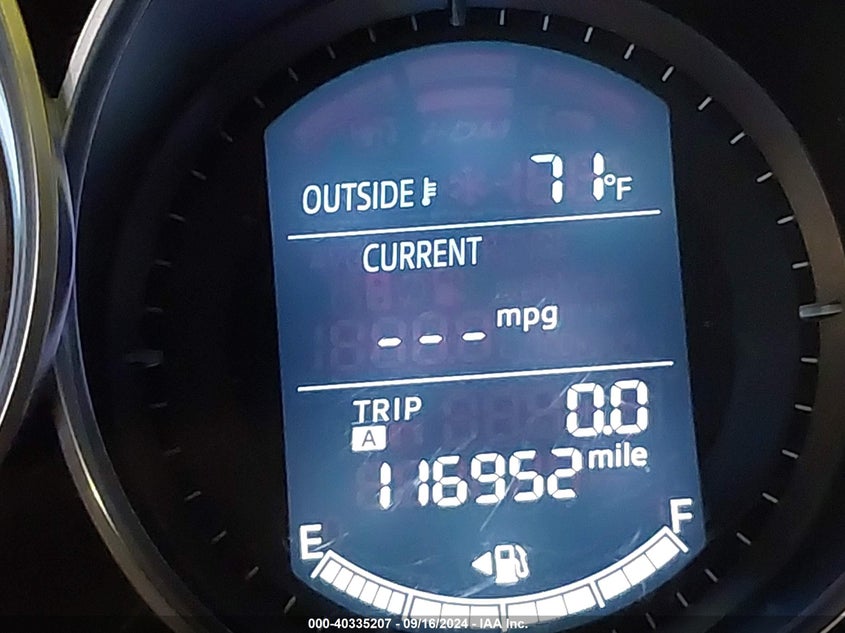 OUTSIDE 71°F
CURRENT
--- mpg
TRIP A 0.0
116952 mile
E F
000-40335207 - 09/16/2024 - IAA Inc.